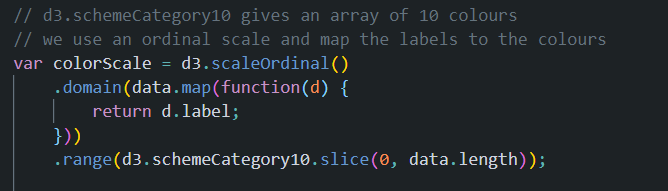 // d3.schemeCategory10 gives an array of 10 colours
// we use an ordinal scale and map the labels to the colours
var colorScale = d3.scaleOrdinal()
    .domain(data.map(function(d) {
        return d.label;
    }))
    .range(d3.schemeCategory10.slice(0, data.length));